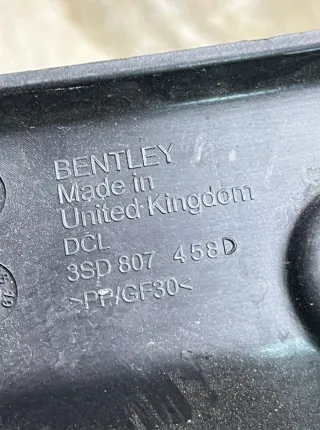 BENTLEY
Made in
United Kingdom
DCL
3SD 807 458D
>PP/GF30<